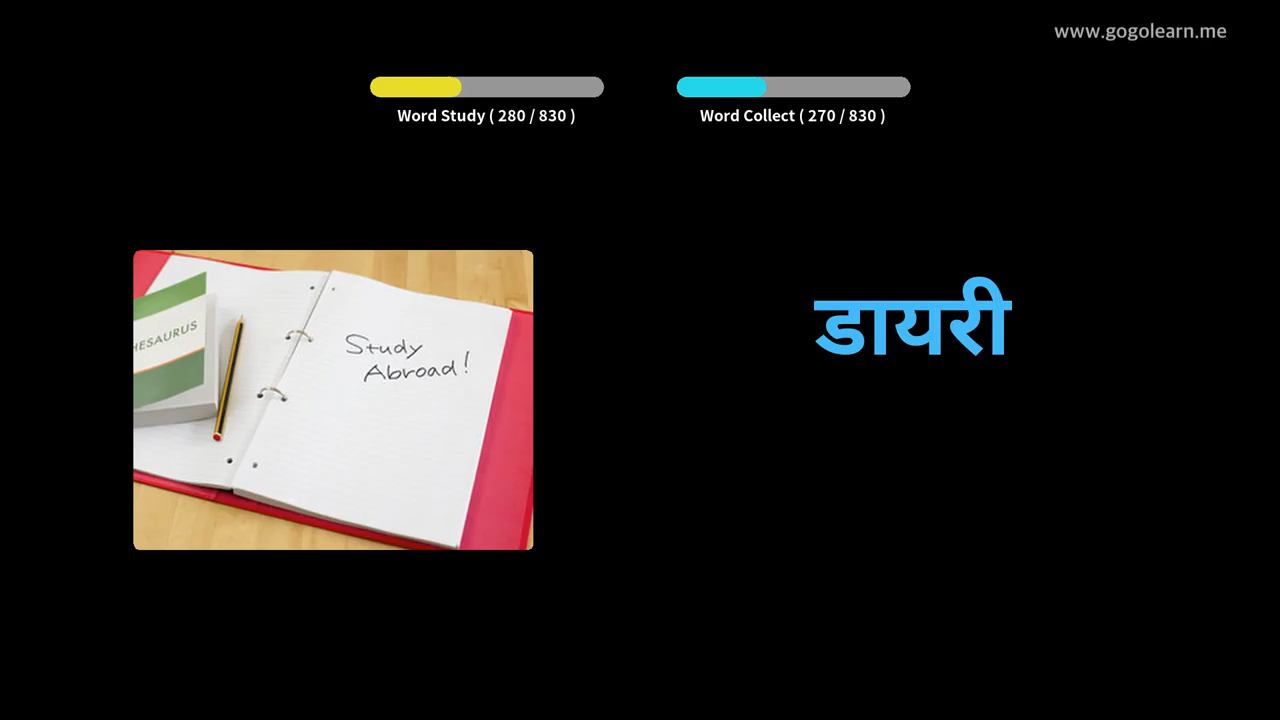 www.gogolearn.me
Word Study ( 280 / 830 )
Word Collect ( 270 / 830 )
HESAURUS
Study
Abroad!
डायरी